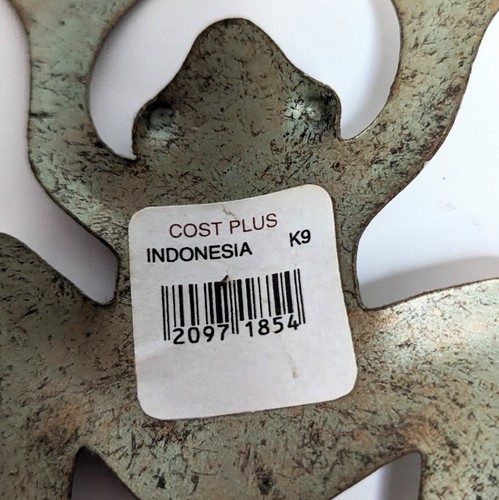 COST PLUS
INDONESIA K9
2097 1854